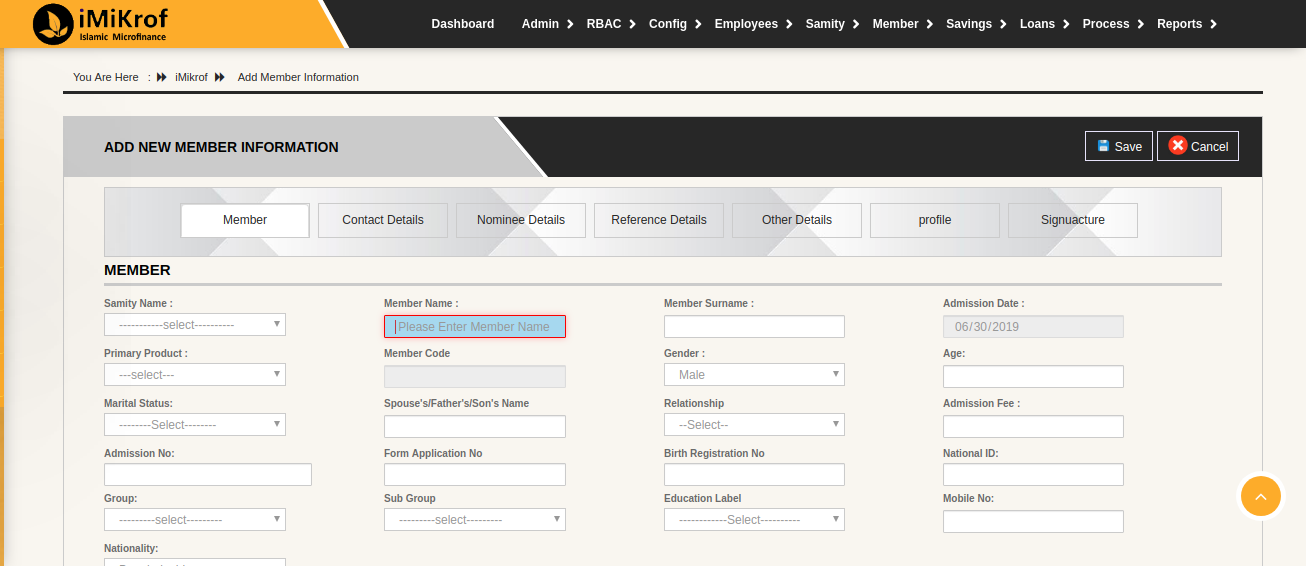 iMiKrof
Islamic Microfinance
Dashboard Admin RBAC Config Employees Samity Member Savings Loans Process Reports
You Are Here : iMikrof Add Member Information
ADD NEW MEMBER INFORMATION
Save Cancel
Member Contact Details Nominee Details Reference Details Other Details profile Signuacture
MEMBER
Samity Name : Member Name : Member Surname : Admission Date :
-----------select---------- Please Enter Member Name 06/30/2019
Primary Product : Member Code Gender : Age:
---select--- Male
Marital Status: Spouse's/Father's/Son's Name Relationship Admission Fee :
--------Select-------- --Select--
Admission No: Form Application No Birth Registration No National ID:
Group: Sub Group Education Label Mobile No:
---------select--------- ---------select--------- ------------Select----------
Nationality: